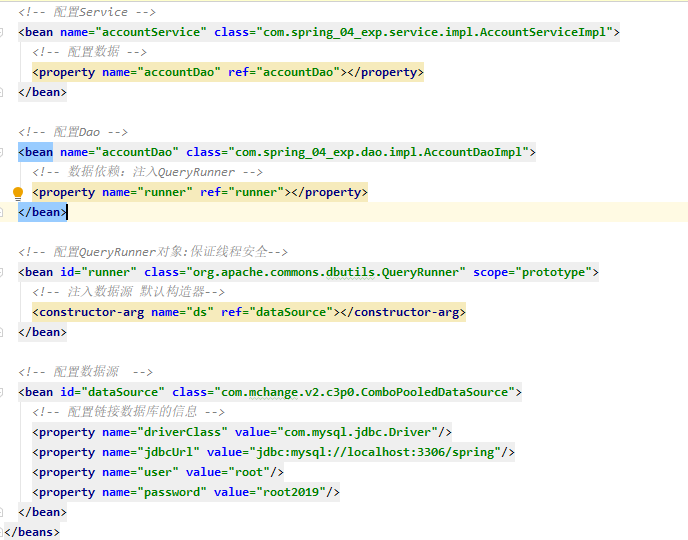 <!-- 配置Service -->
<bean name="accountService" class="com.spring_04_exp.service.impl.AccountServiceImpl">
<!-- 配置数据 -->
<property name="accountDao" ref="accountDao"></property>
</bean>
<!-- 配置Dao -->
<bean name="accountDao" class="com.spring_04_exp.dao.impl.AccountDaoImpl">
<!-- 数据依赖：注入QueryRunner -->
<property name="runner" ref="runner"></property>
</bean>
<!-- 配置QueryRunner对象:保证线程安全-->
<bean id="runner" class="org.apache.commons.dbutils.QueryRunner" scope="prototype">
<!-- 注入数据源 默认构造器-->
<constructor-arg name="ds" ref="dataSource"></constructor-arg>
</bean>
<!-- 配置数据源  -->
<bean id="dataSource" class="com.mchange.v2.c3p0.ComboPooledDataSource">
<!-- 配置链接数据库的信息 -->
<property name="driverClass" value="com.mysql.jdbc.Driver"/>
<property name="jdbcUrl" value="jdbc:mysql://localhost:3306/spring"/>
<property name="user" value="root"/>
<property name="password" value="root2019"/>
</bean>
</beans>